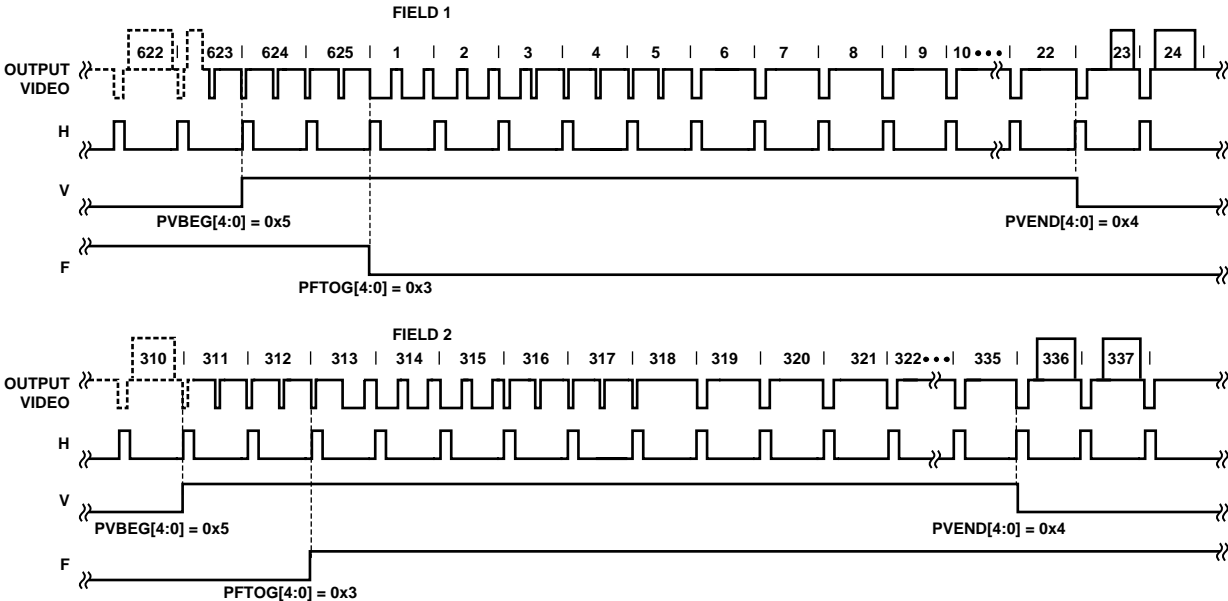 FIELD 1
622 623 624 625 1 2 3 4 5 6 7 8 9 10 ••• 22 23 24
OUTPUT
VIDEO
H
V
PVBEG[4:0] = 0x5 PVEND[4:0] = 0x4
F
PFTOG[4:0] = 0x3
FIELD 2
310 311 312 313 314 315 316 317 318 319 320 321 322 ••• 335 336 337
OUTPUT
VIDEO
H
V
PVBEG[4:0] = 0x5 PVEND[4:0] = 0x4
F
PFTOG[4:0] = 0x3